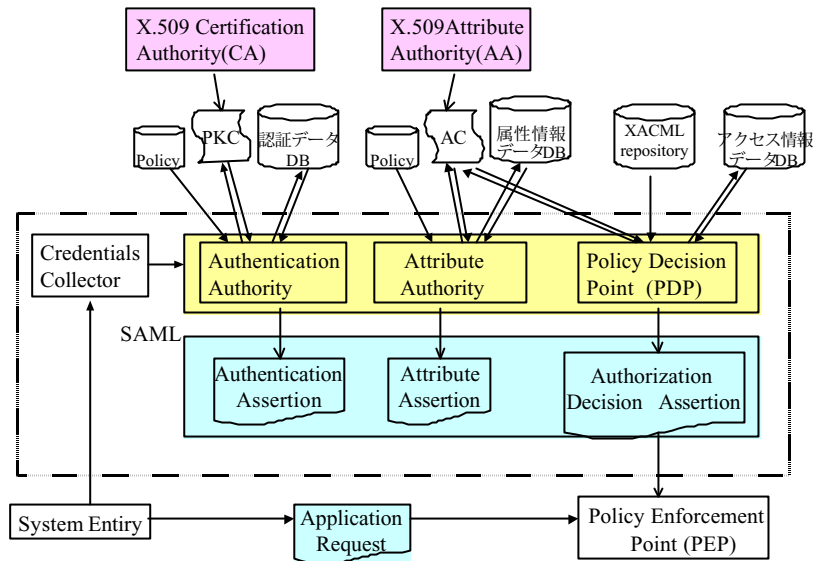 X.509 Certification
Authority(CA)
X.509Attribute
Authority(AA)
Policy
PKC
認証データ
DB
Policy
AC
属性情報
データDB
XACML
repository
アクセス情報
データDB
Credentials
Collector
Authentication
Authority
Attribute
Authority
Policy Decision
Point (PDP)
SAML
Authentication
Assertion
Attribute
Assertion
Authorization
Decision Assertion
System Entiry
Application
Request
Policy Enforcement
Point (PEP)